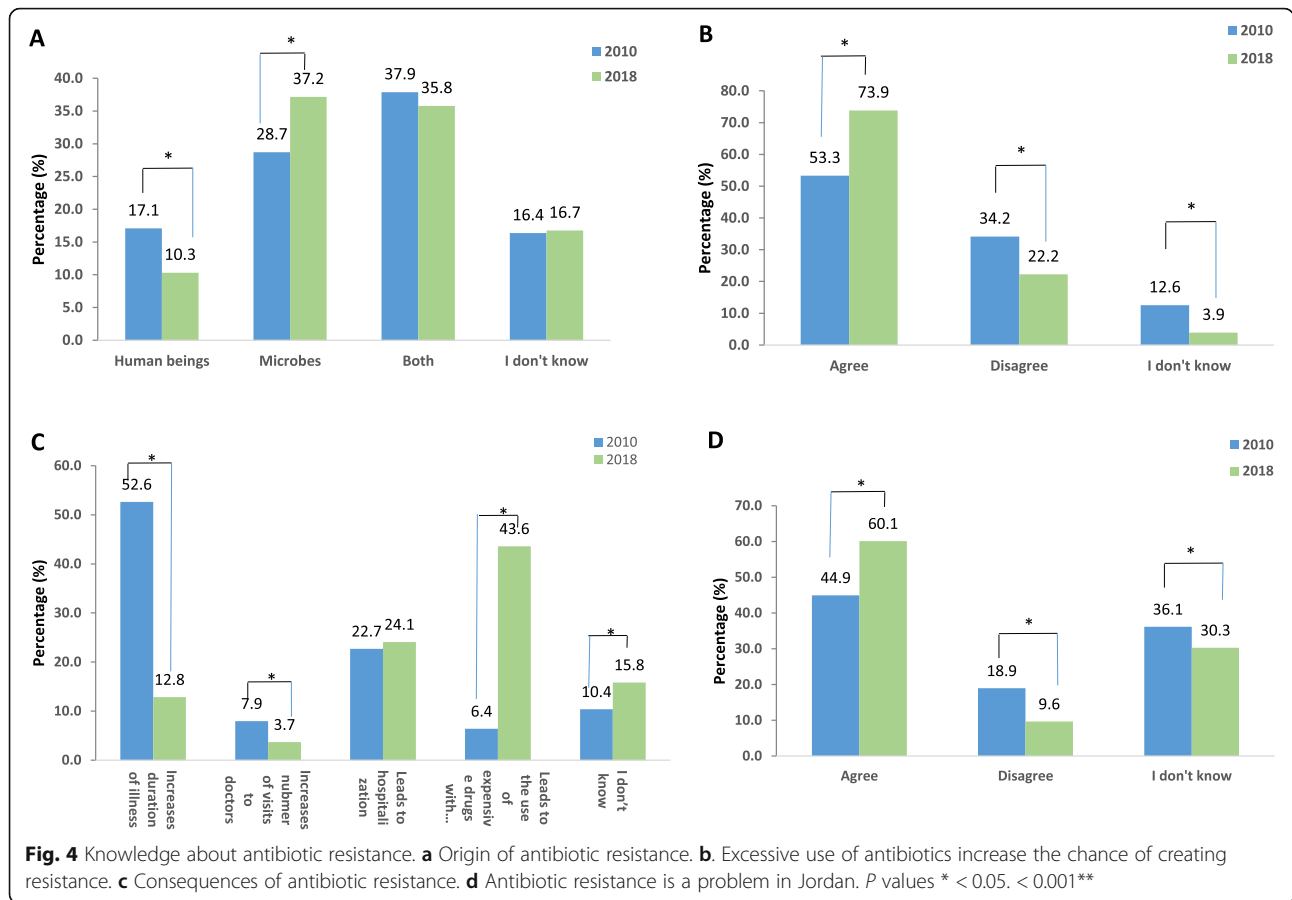 A
2010
2018
*
*
40.0
35.0
30.0
25.0
20.0
15.0
10.0
5.0
0.0
Percentage (%)
17.1
10.3
28.7
37.2
37.9
35.8
16.4
16.7
Human beings
Microbes
Both
I don't know
B
2010
2018
*
*
*
80.0
70.0
60.0
50.0
40.0
30.0
20.0
10.0
0.0
Percentage (%)
53.3
73.9
34.2
22.2
12.6
3.9
Agree
Disagree
I don't know
C
2010
2018
*
*
*
*
60.0
50.0
40.0
30.0
20.0
10.0
0.0
Percentage (%)
52.6
12.8
7.9
3.7
22.7
24.1
6.4
43.6
10.4
15.8
Increases
duration
of illness
Increases
nubmer
of visits
to
doctors
Leads to
hospitali
zation
Leads to
the use
of
expensiv
e drugs
with...
I don't
know
D
2010
2018
*
*
*
70.0
60.0
50.0
40.0
30.0
20.0
10.0
0.0
Percentage (%)
44.9
60.1
18.9
9.6
36.1
30.3
Agree
Disagree
I don't know
Fig. 4 Knowledge about antibiotic resistance. a Origin of antibiotic resistance. b. Excessive use of antibiotics increase the chance of creating
resistance. c Consequences of antibiotic resistance. d Antibiotic resistance is a problem in Jordan. P values * < 0.05. < 0.001**